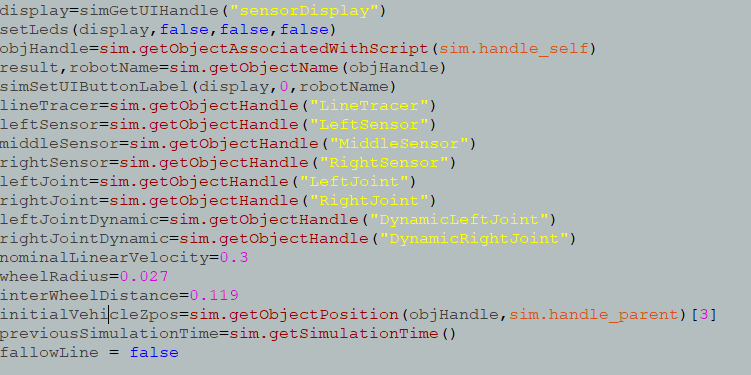 display=simGetUIHandle("sensorDisplay")
setLeds(display,false,false,false)
objHandle=sim.getObjectAssociatedWithScript(sim.handle_self)
result,robotName=sim.getObjectName(objHandle)
simSetUIButtonLabel(display,0,robotName)
lineTracer=sim.getObjectHandle("LineTracer")
leftSensor=sim.getObjectHandle("LeftSensor")
middleSensor=sim.getObjectHandle("MiddleSensor")
rightSensor=sim.getObjectHandle("RightSensor")
leftJoint=sim.getObjectHandle("LeftJoint")
rightJoint=sim.getObjectHandle("RightJoint")
leftJointDynamic=sim.getObjectHandle("DynamicLeftJoint")
rightJointDynamic=sim.getObjectHandle("DynamicRightJoint")
nominalLinearVelocity=0.3
wheelRadius=0.027
interWheelDistance=0.119
initialVehicleZpos=sim.getObjectPosition(objHandle,sim.handle_parent)[3]
previousSimulationTime=sim.getSimulationTime()
fallowLine = false